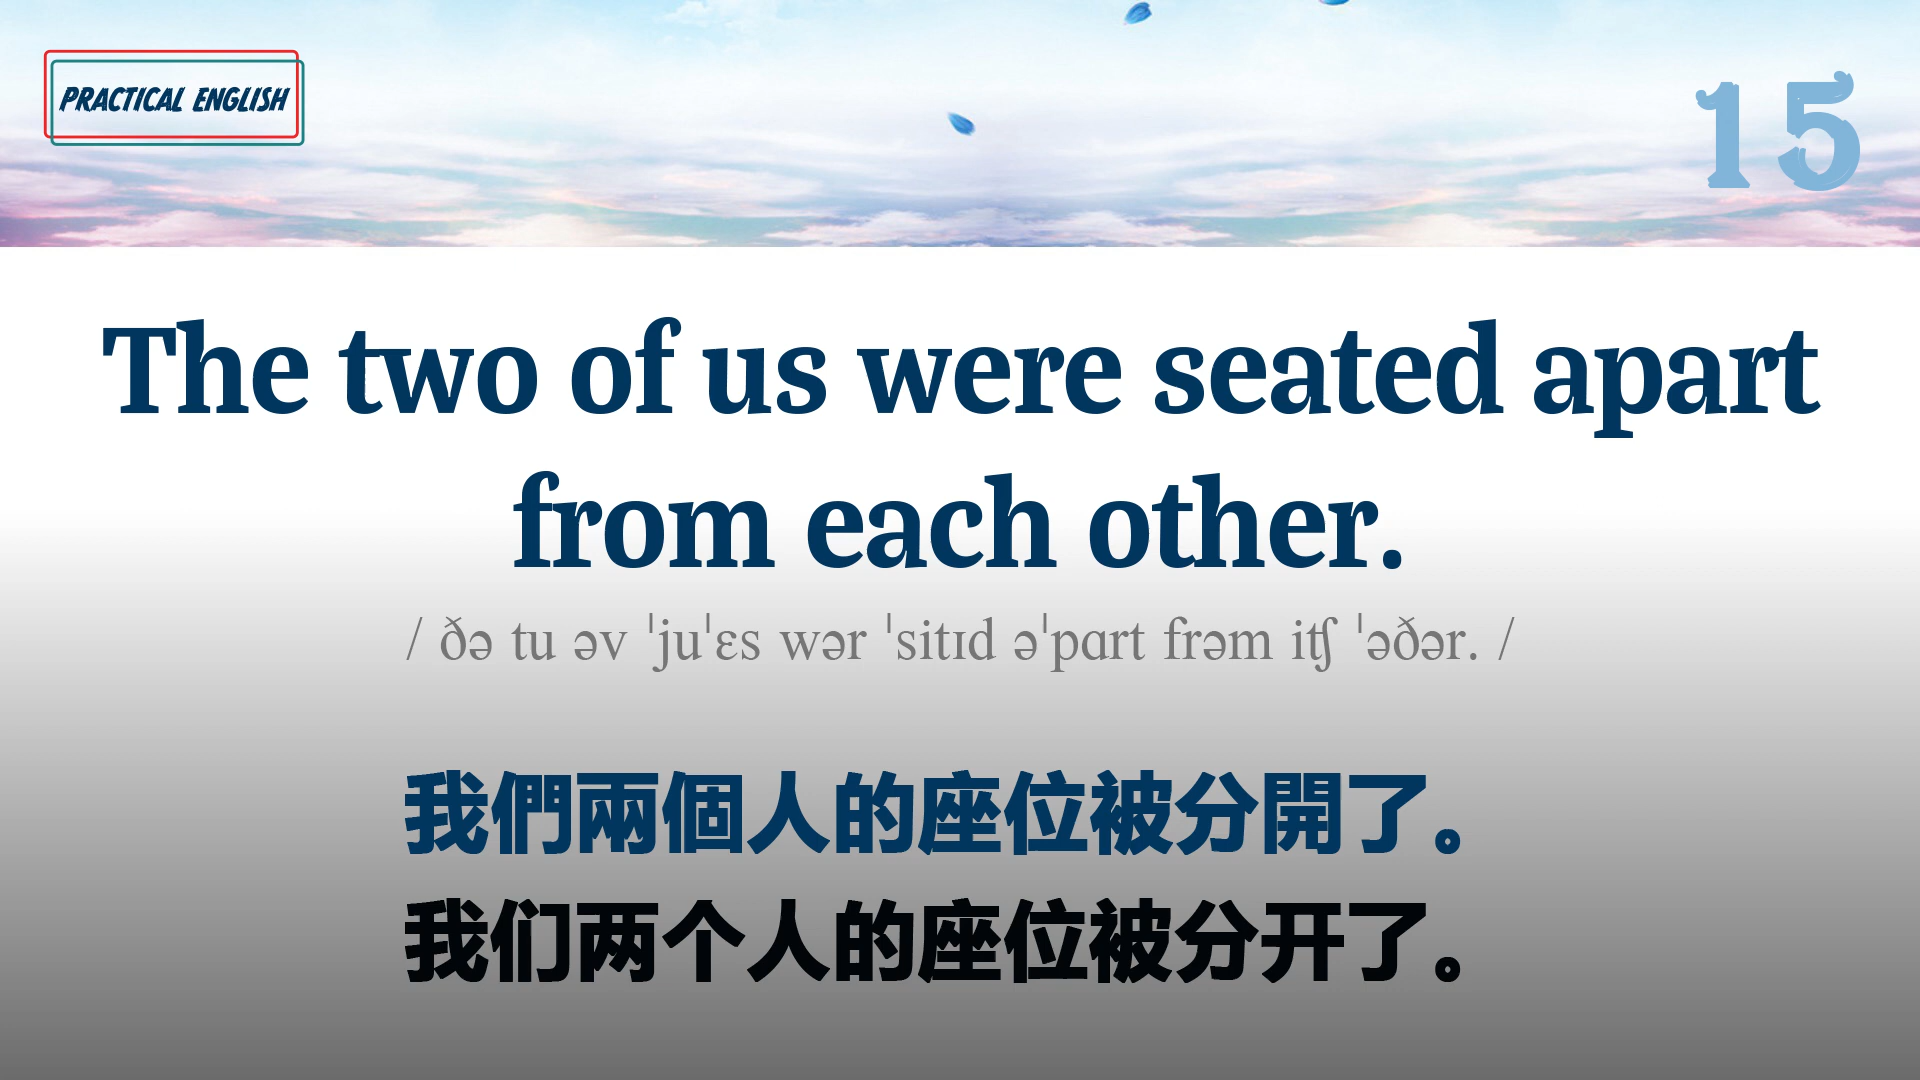 PRACTICAL ENGLISH
15
The two of us were seated apart
from each other.
/ ðə tu əv ˈjuˈɛs wər ˈsitɪd əˈpɑrt frəm iʧ ˈəðər. /
我們兩個人的座位被分開了。
我们两个人的座位被分开了。